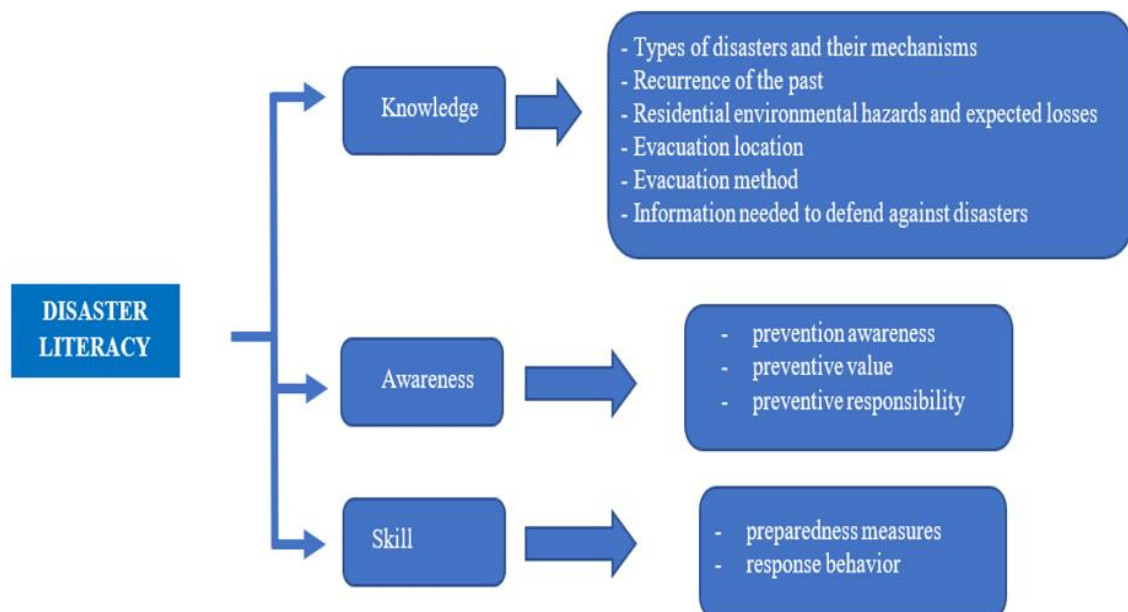 DISASTER
LITERACY
Knowledge
- Types of disasters and their mechanisms
- Recurrence of the past
- Residential environmental hazards and expected losses
- Evacuation location
- Evacuation method
- Information needed to defend against disasters
Awareness
- prevention awareness
- preventive value
- preventive responsibility
Skill
- preparedness measures
- response behavior